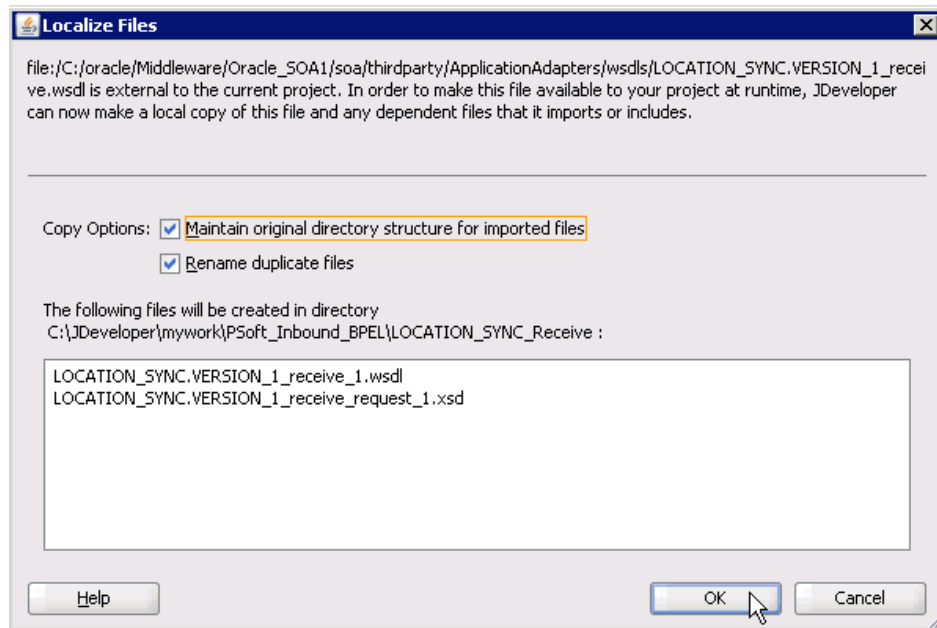 Localize Files
file:/C:/oracle/Middleware/Oracle_SOA1/soa/thirdparty/ApplicationAdapters/wsdls/LOCATION_SYNC.VERSION_1_recei
ve.wsdl is external to the current project. In order to make this file available to your project at runtime, JDeveloper
can now make a local copy of this file and any dependent files that it imports or includes.
Copy Options: Maintain original directory structure for imported files
Rename duplicate files
The following files will be created in directory
C:\JDeveloper\mywork\PSoft_Inbound_BPEL\LOCATION_SYNC_Receive :
LOCATION_SYNC.VERSION_1_receive_1.wsdl
LOCATION_SYNC.VERSION_1_receive_request_1.xsd
Help OK Cancel